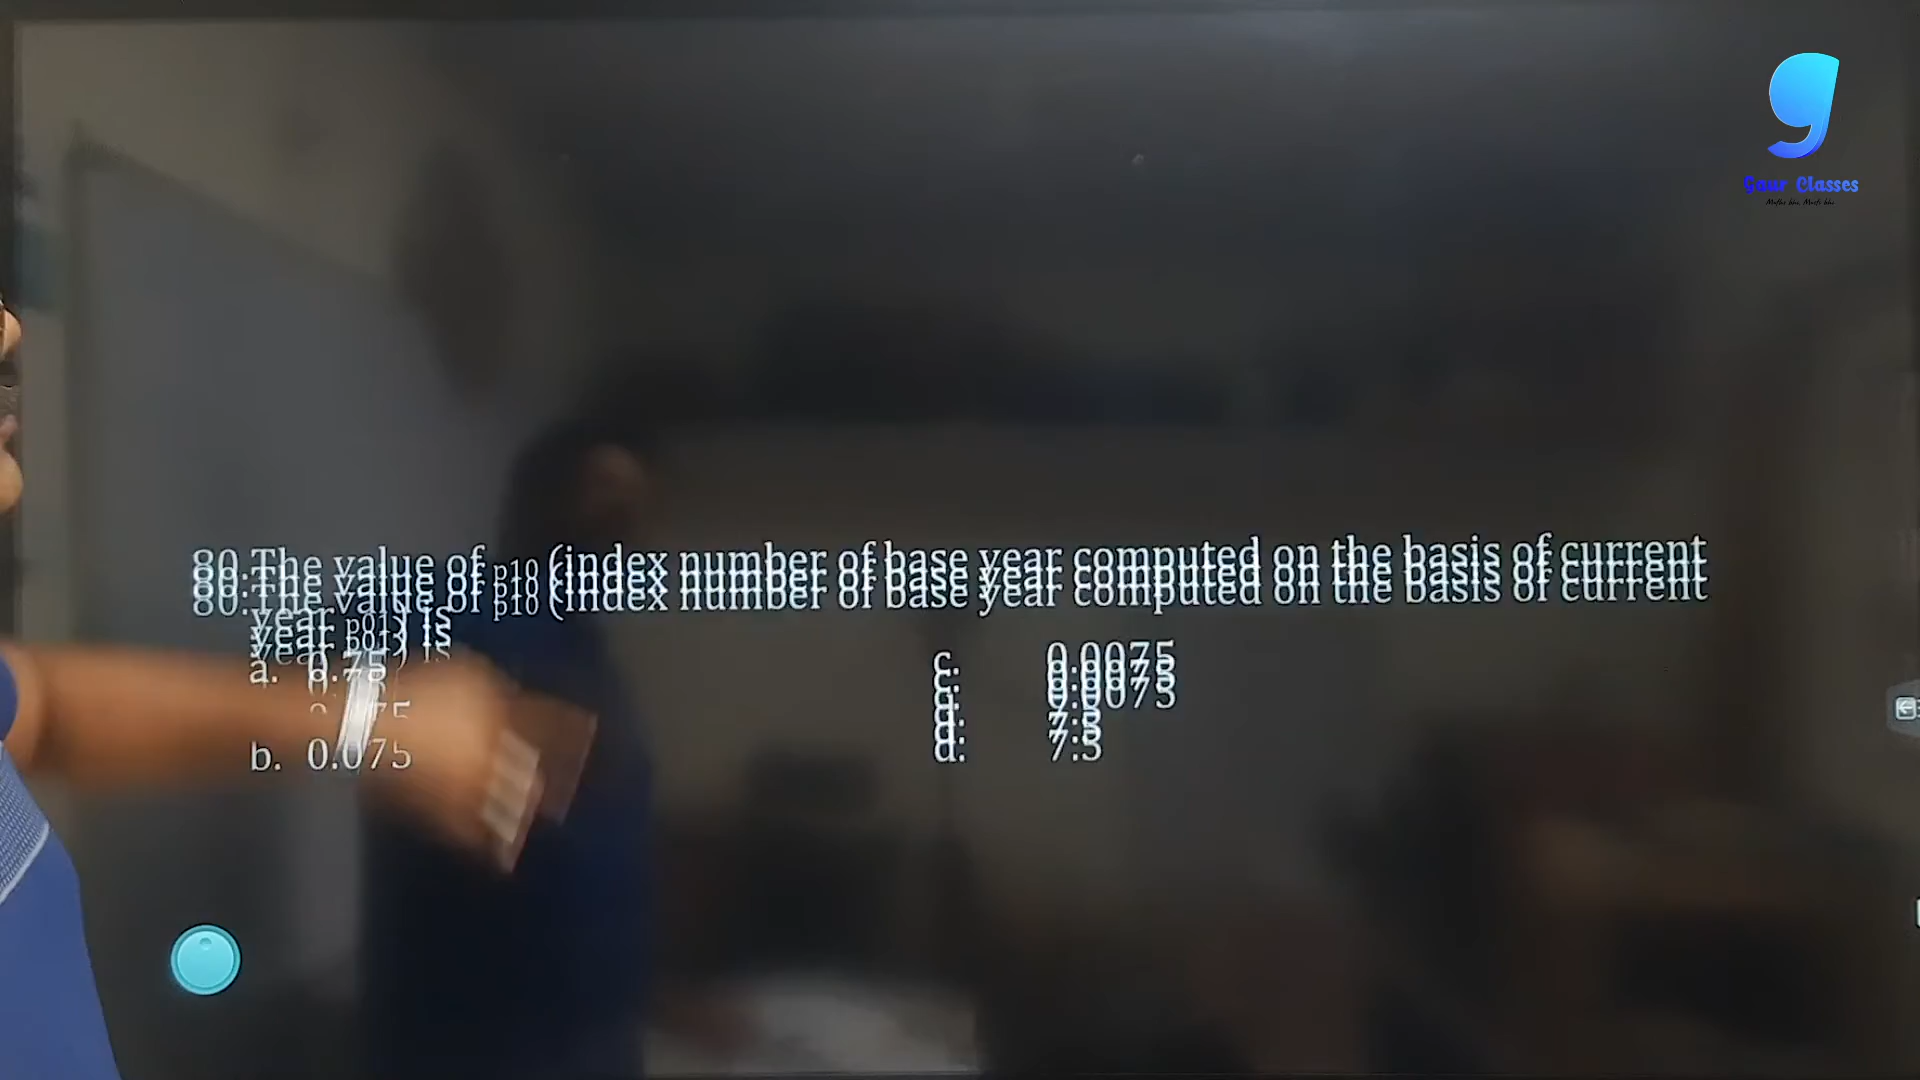 80.The value of p10 (index number of base year computed on the basis of current
year p01) is
a. 0.75
b. 0.075
c. 0.0075
d. 7.5
Gaur Classes